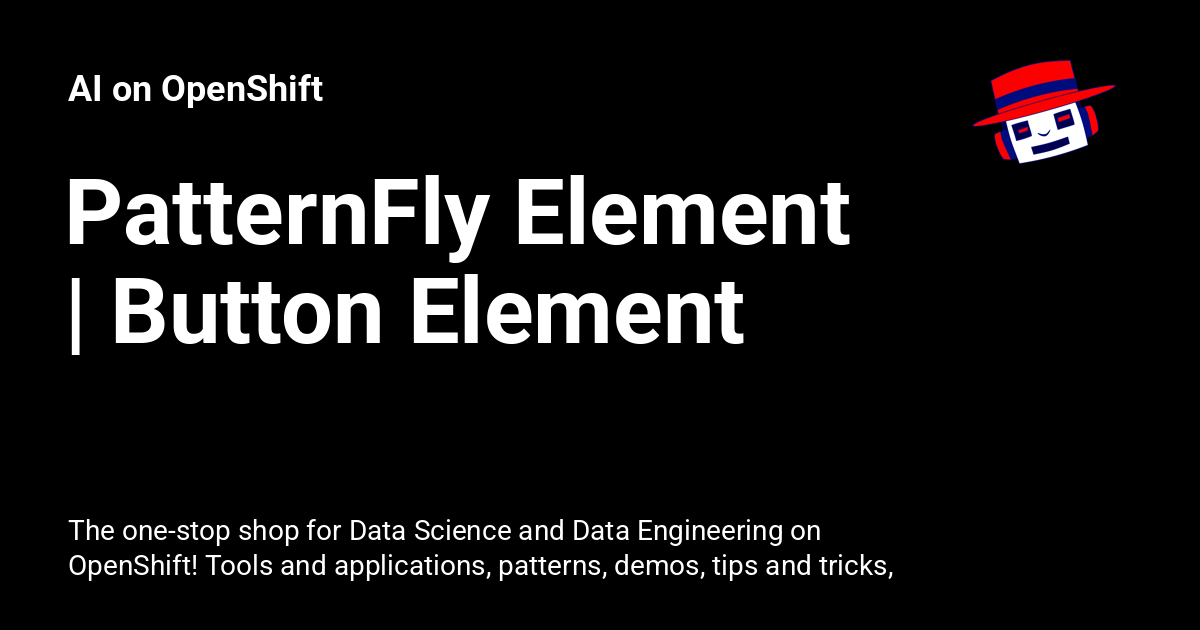 AI on OpenShift
PatternFly Element
| Button Element
The one-stop shop for Data Science and Data Engineering on
OpenShift! Tools and applications, patterns, demos, tips and tricks,